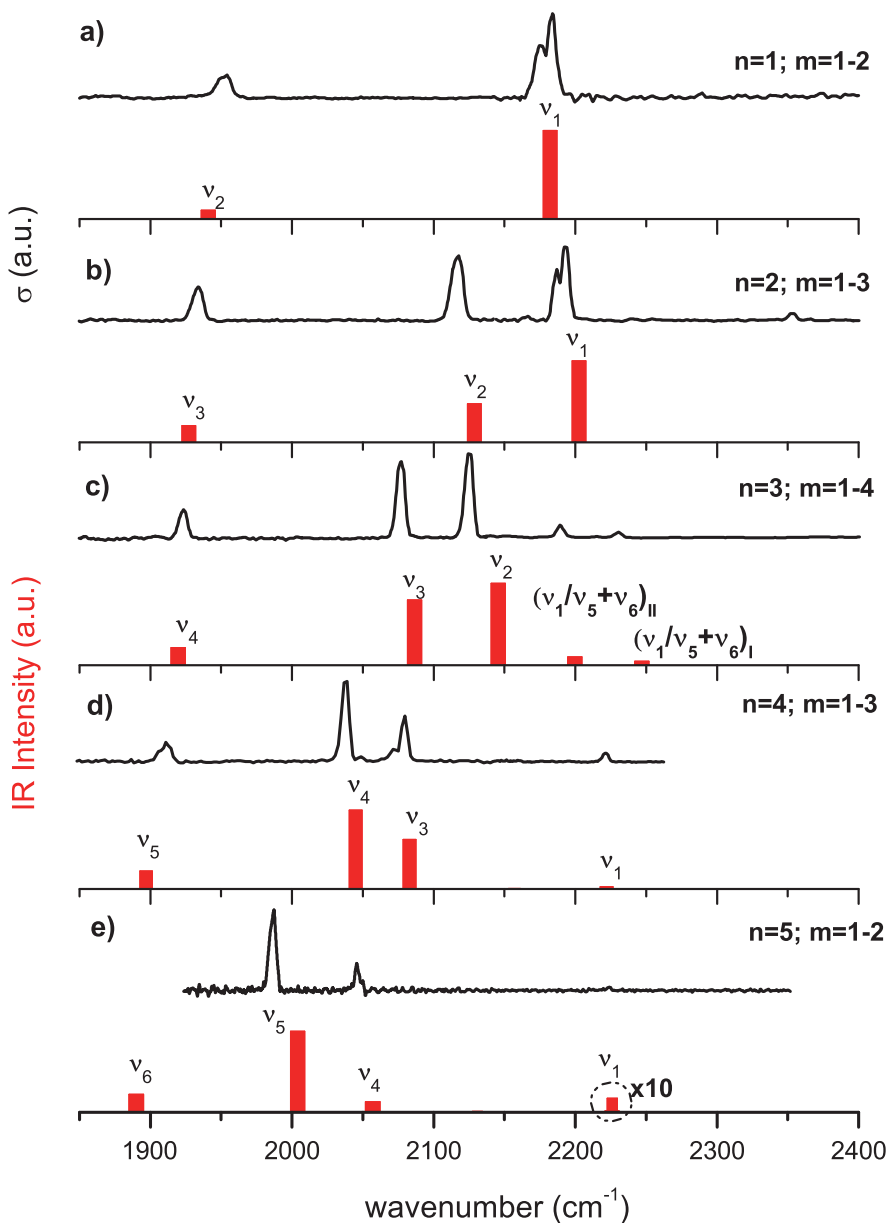 a)
n=1; m=1-2
ν1
ν2
σ (a.u.)
b)
n=2; m=1-3
ν1
ν2
ν3
c)
n=3; m=1-4
ν2
ν3
(ν1/ν5+ν6)II
ν4
(ν1/ν5+ν6)I
IR Intensity (a.u.)
d)
n=4; m=1-3
ν4
ν3
ν5
ν1
e)
n=5; m=1-2
ν5
ν6
ν4
ν1
x10
1900 2000 2100 2200 2300 2400
wavenumber (cm-1)